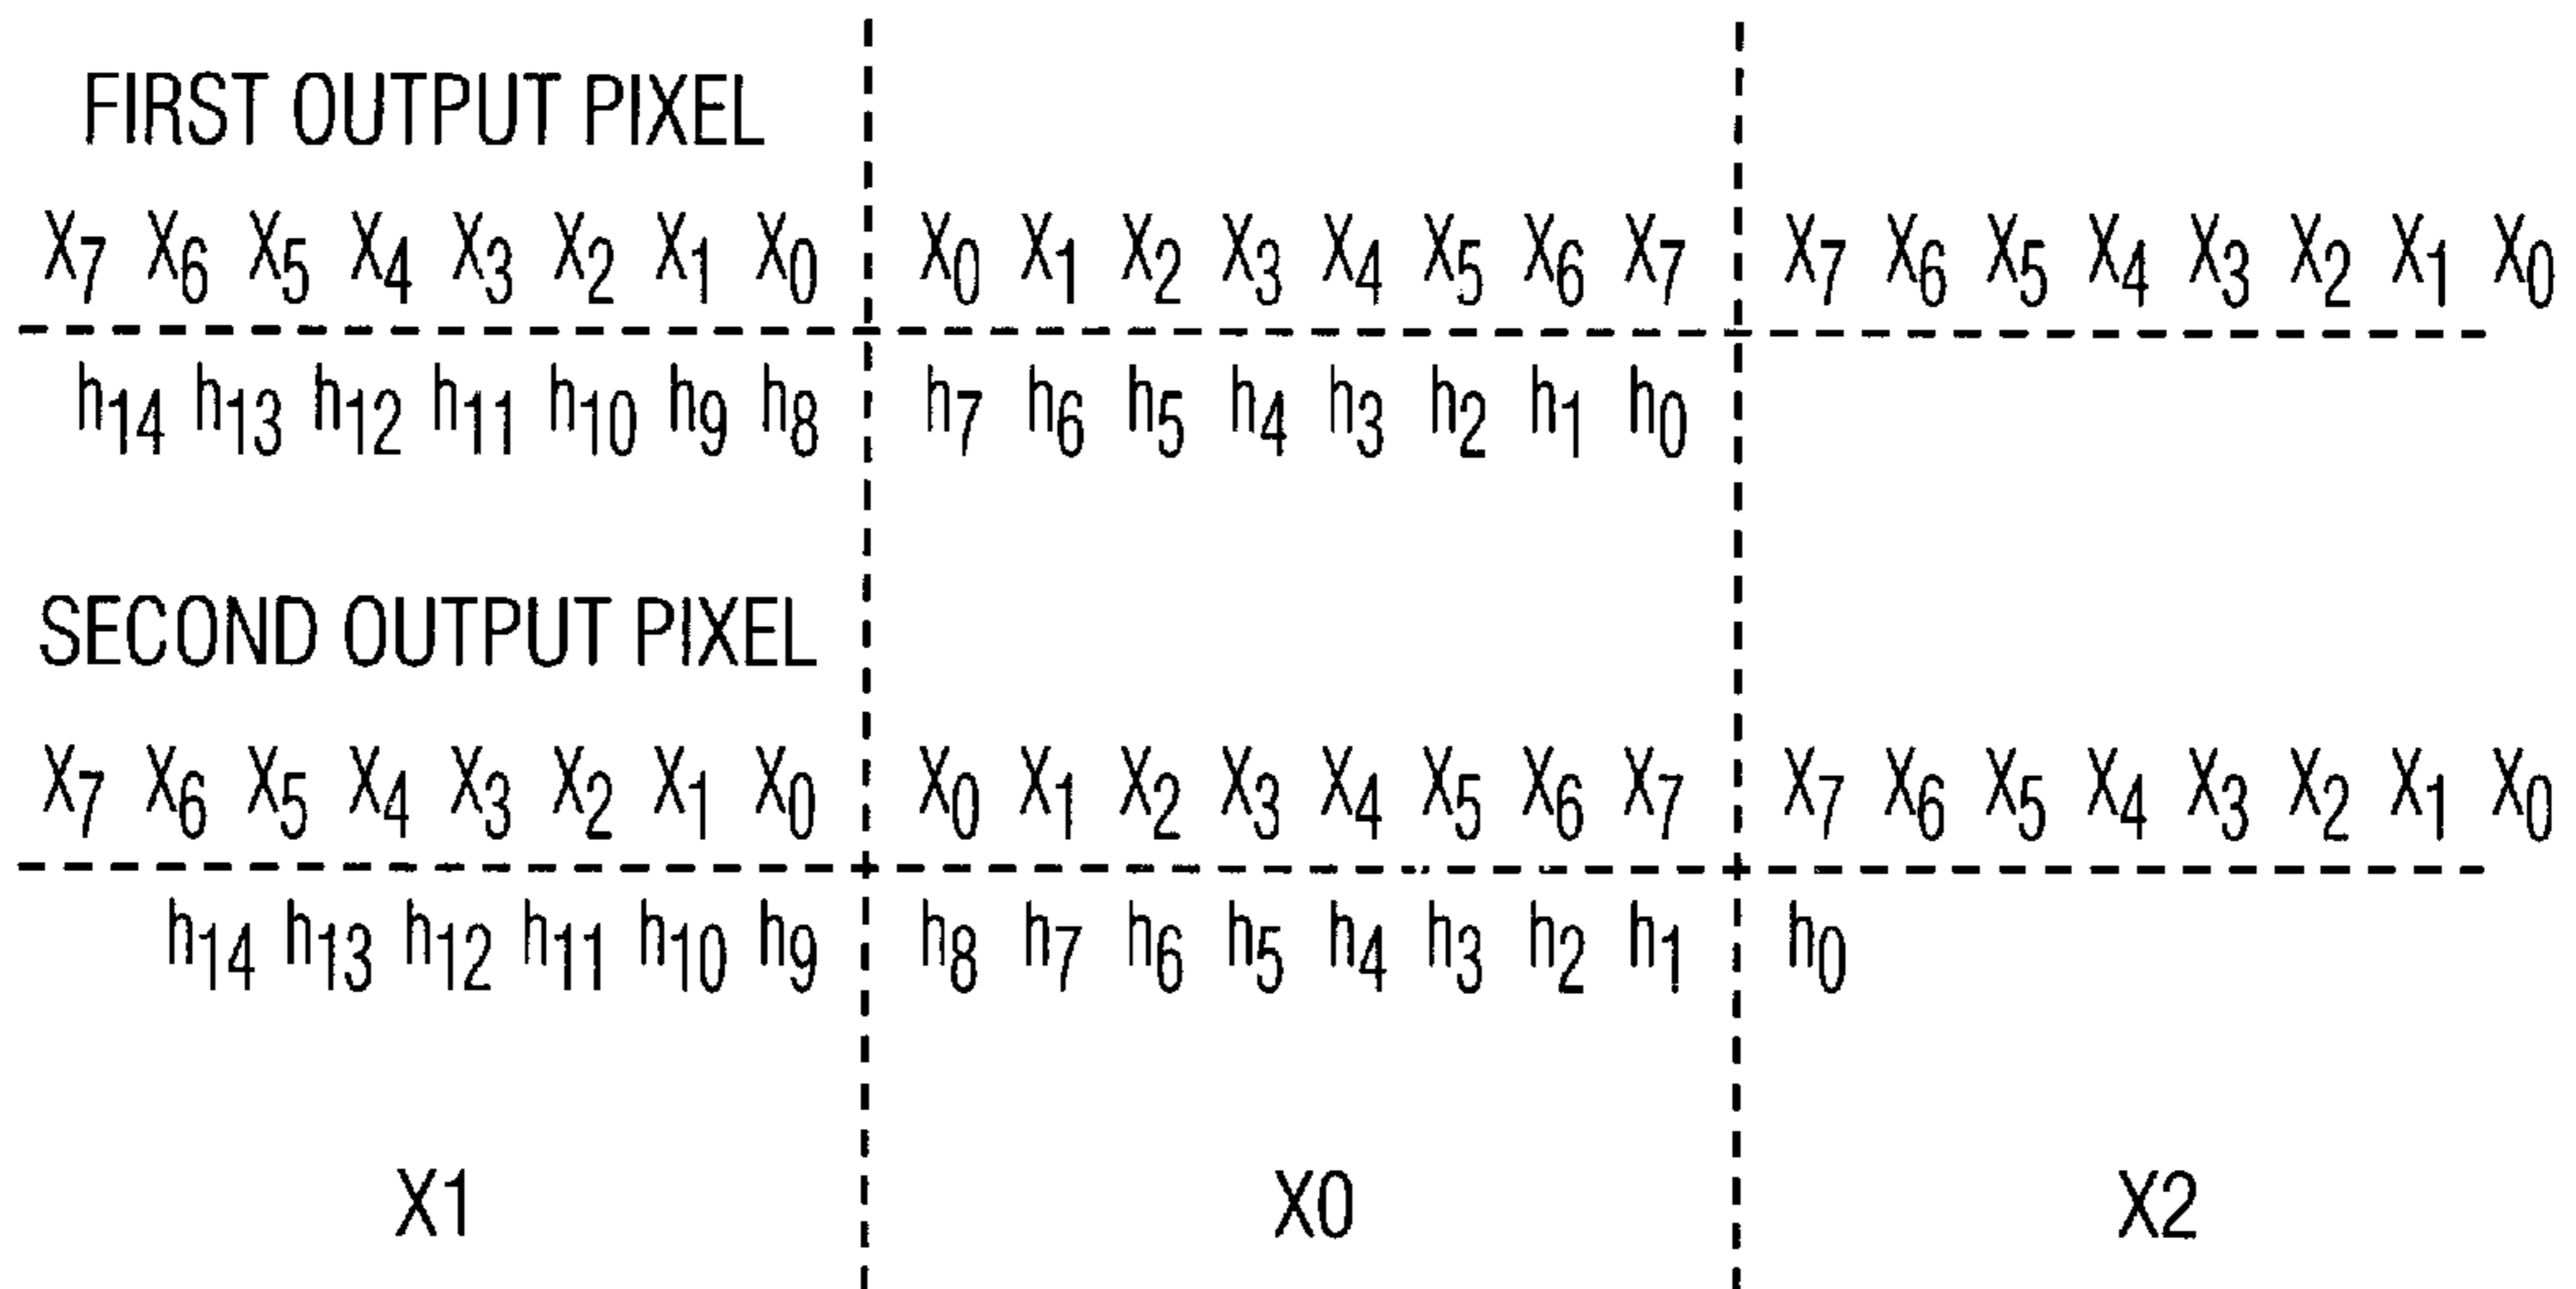 FIRST OUTPUT PIXEL
X7 X6 X5 X4 X3 X2 X1 X0 X0 X1 X2 X3 X4 X5 X6 X7 X7 X6 X5 X4 X3 X2 X1 X0
h14 h13 h12 h11 h10 h9 h8 h7 h6 h5 h4 h3 h2 h1 h0
SECOND OUTPUT PIXEL
X7 X6 X5 X4 X3 X2 X1 X0 X0 X1 X2 X3 X4 X5 X6 X7 X7 X6 X5 X4 X3 X2 X1 X0
h14 h13 h12 h11 h10 h9 h8 h7 h6 h5 h4 h3 h2 h1 h0
X1 X0 X2